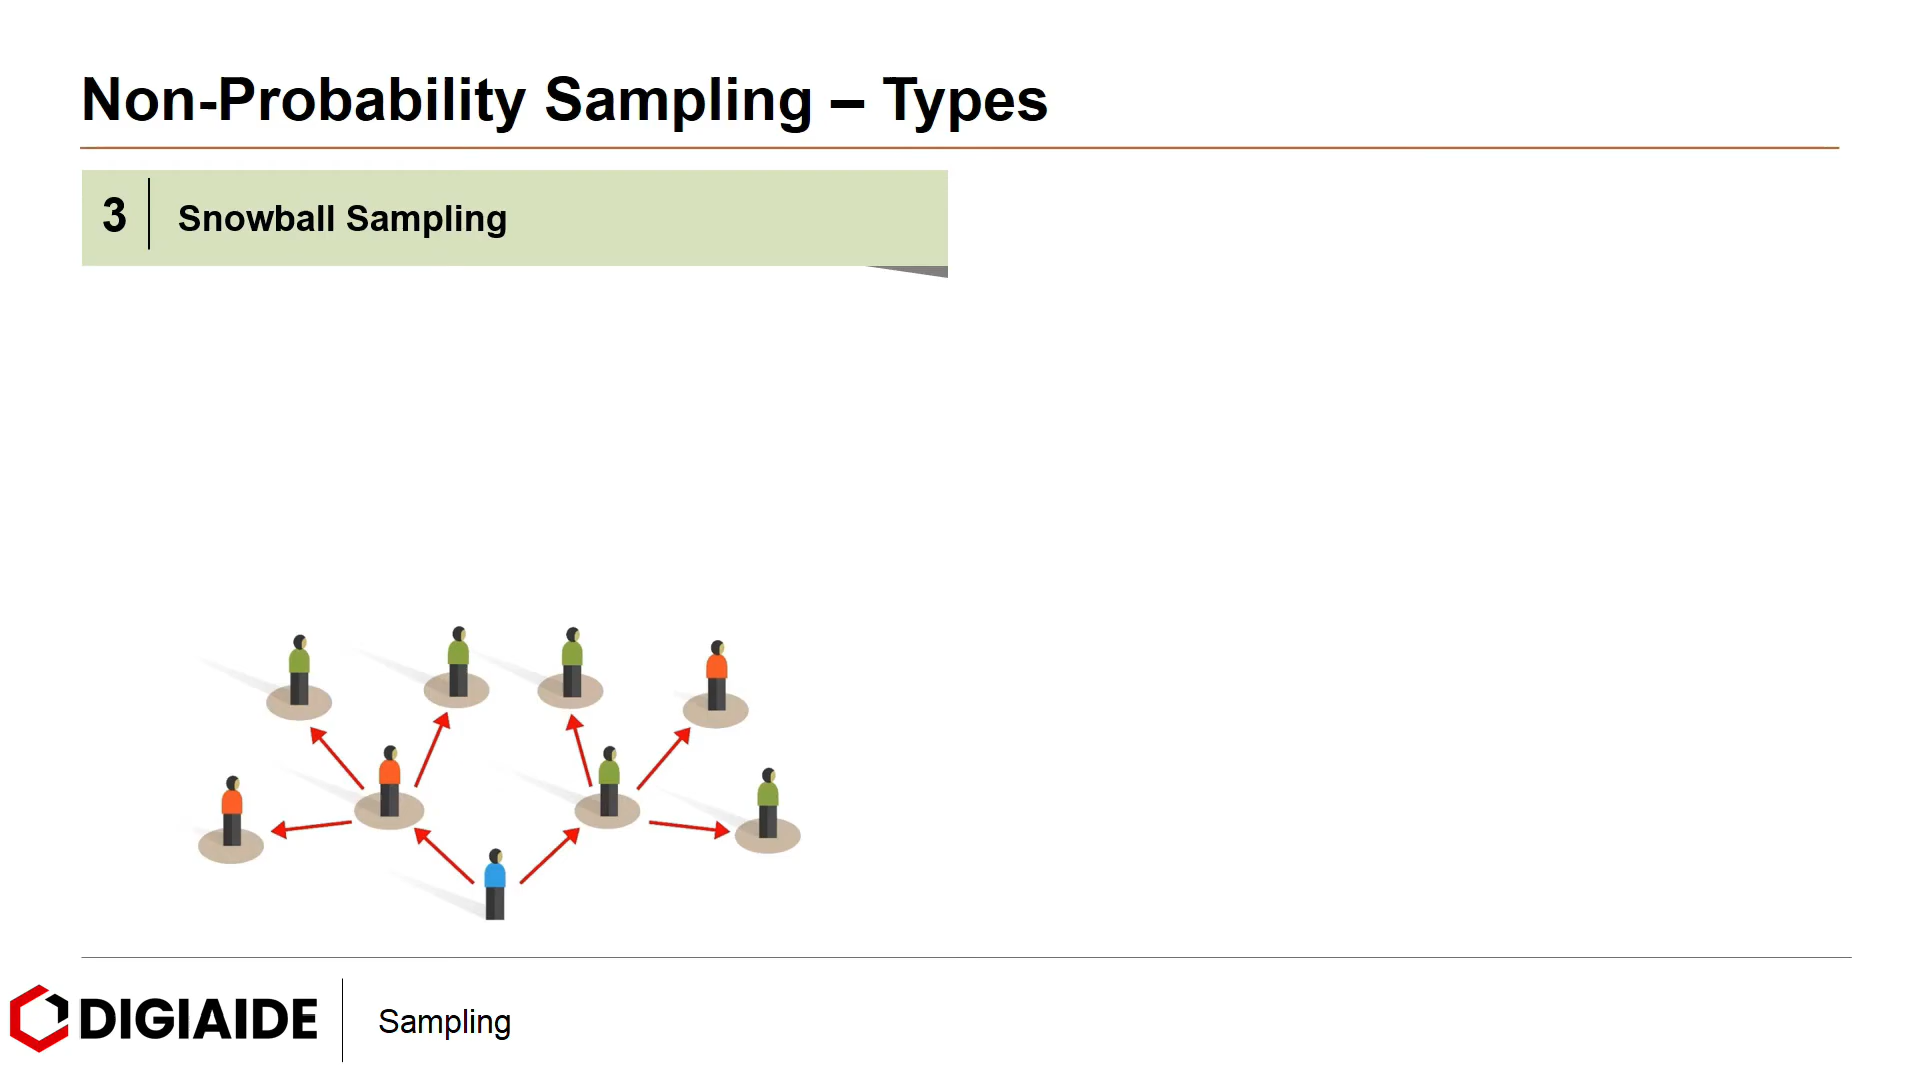 Non-Probability Sampling – Types
3
Snowball Sampling
DIGIAIDE
Sampling